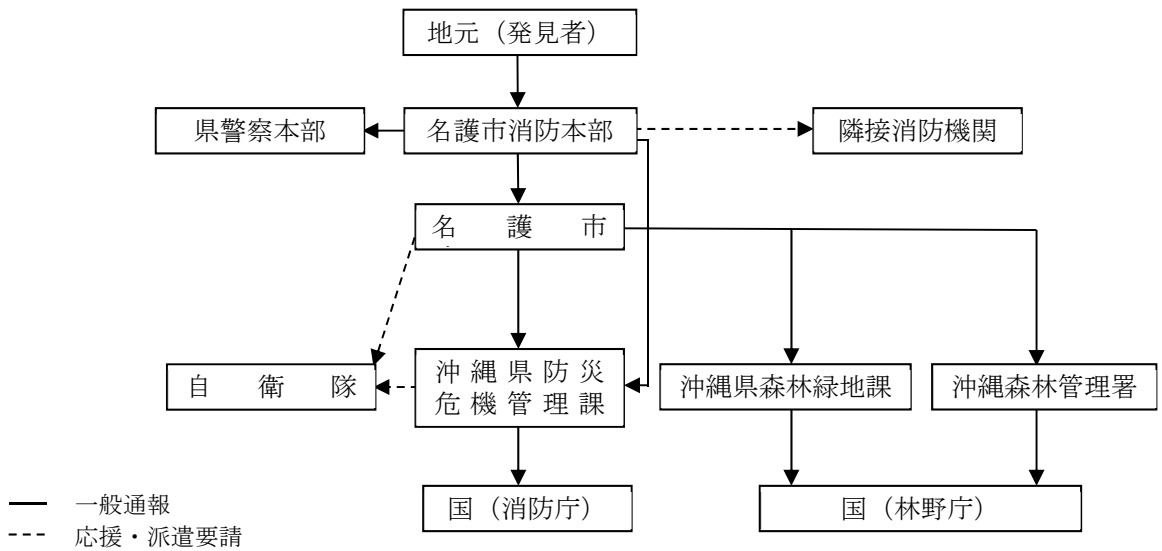 地元（発見者）
県警察本部
名護市消防本部
隣接消防機関
名護市
自衛隊
沖縄県防災
危機管理課
沖縄県森林緑地課
沖縄森林管理署
国（消防庁）
国（林野庁）
一般通報
応援・派遣要請